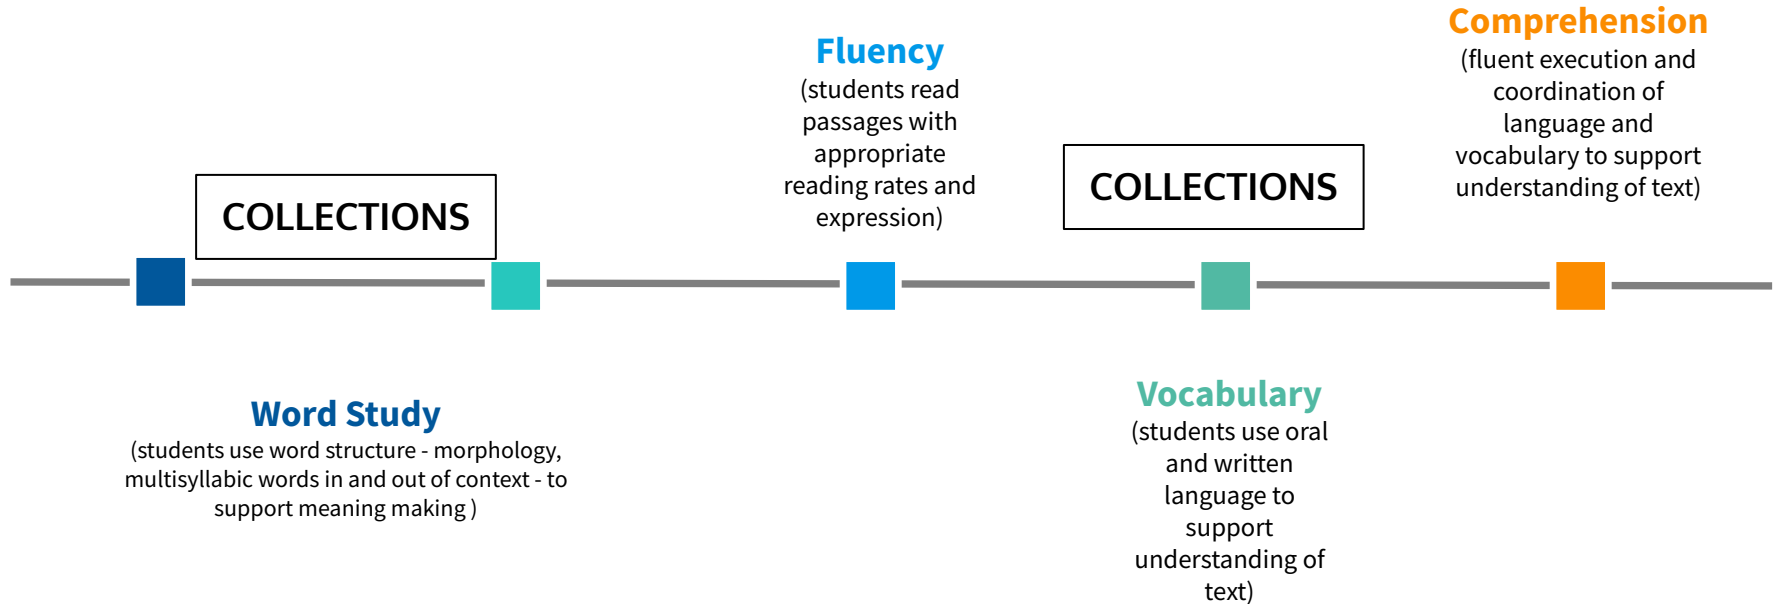 Comprehension
(fluent execution and
coordination of
language and
vocabulary to support
understanding of text)
Fluency
(students read
passages with
appropriate
reading rates and
expression)
COLLECTIONS
COLLECTIONS
Word Study
(students use word structure - morphology,
multisyllabic words in and out of context - to
support meaning making )
Vocabulary
(students use oral
and written
language to
support
understanding of
text)